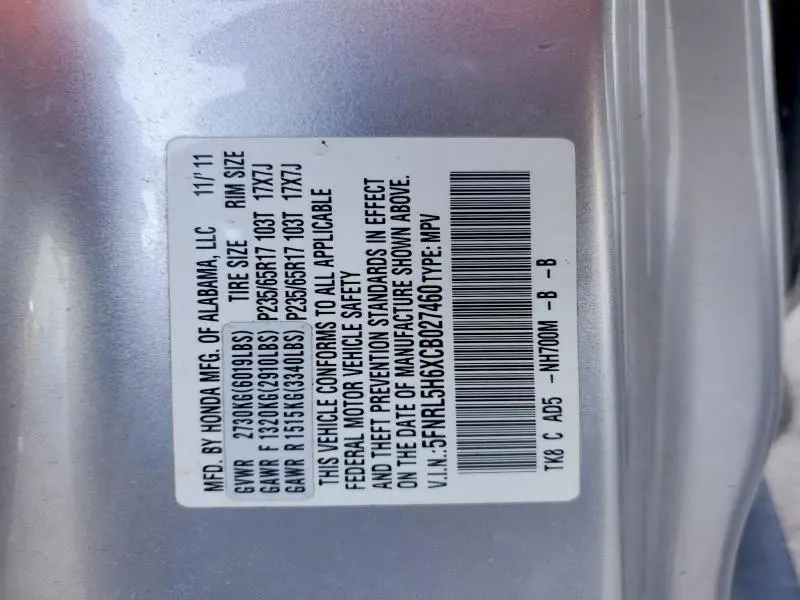 MFD. BY HONDA MFG. OF ALABAMA, LLC 11/'11
GVWR 2730KG(6019LBS) TIRE SIZE RIM SIZE
GAWR F 1320KG(2910LBS) P235/65R17 103T 17X7J
GAWR R 1515KG(3340LBS) P235/65R17 103T 17X7J
THIS VEHICLE CONFORMS TO ALL APPLICABLE
FEDERAL MOTOR VEHICLE SAFETY
AND THEFT PREVENTION STANDARDS IN EFFECT
ON THE DATE OF MANUFACTURE SHOWN ABOVE.
V.I.N.:5FNRL5H6XCB027460 TYPE: MPV
TK8 C AD5 -NH700M -B -B